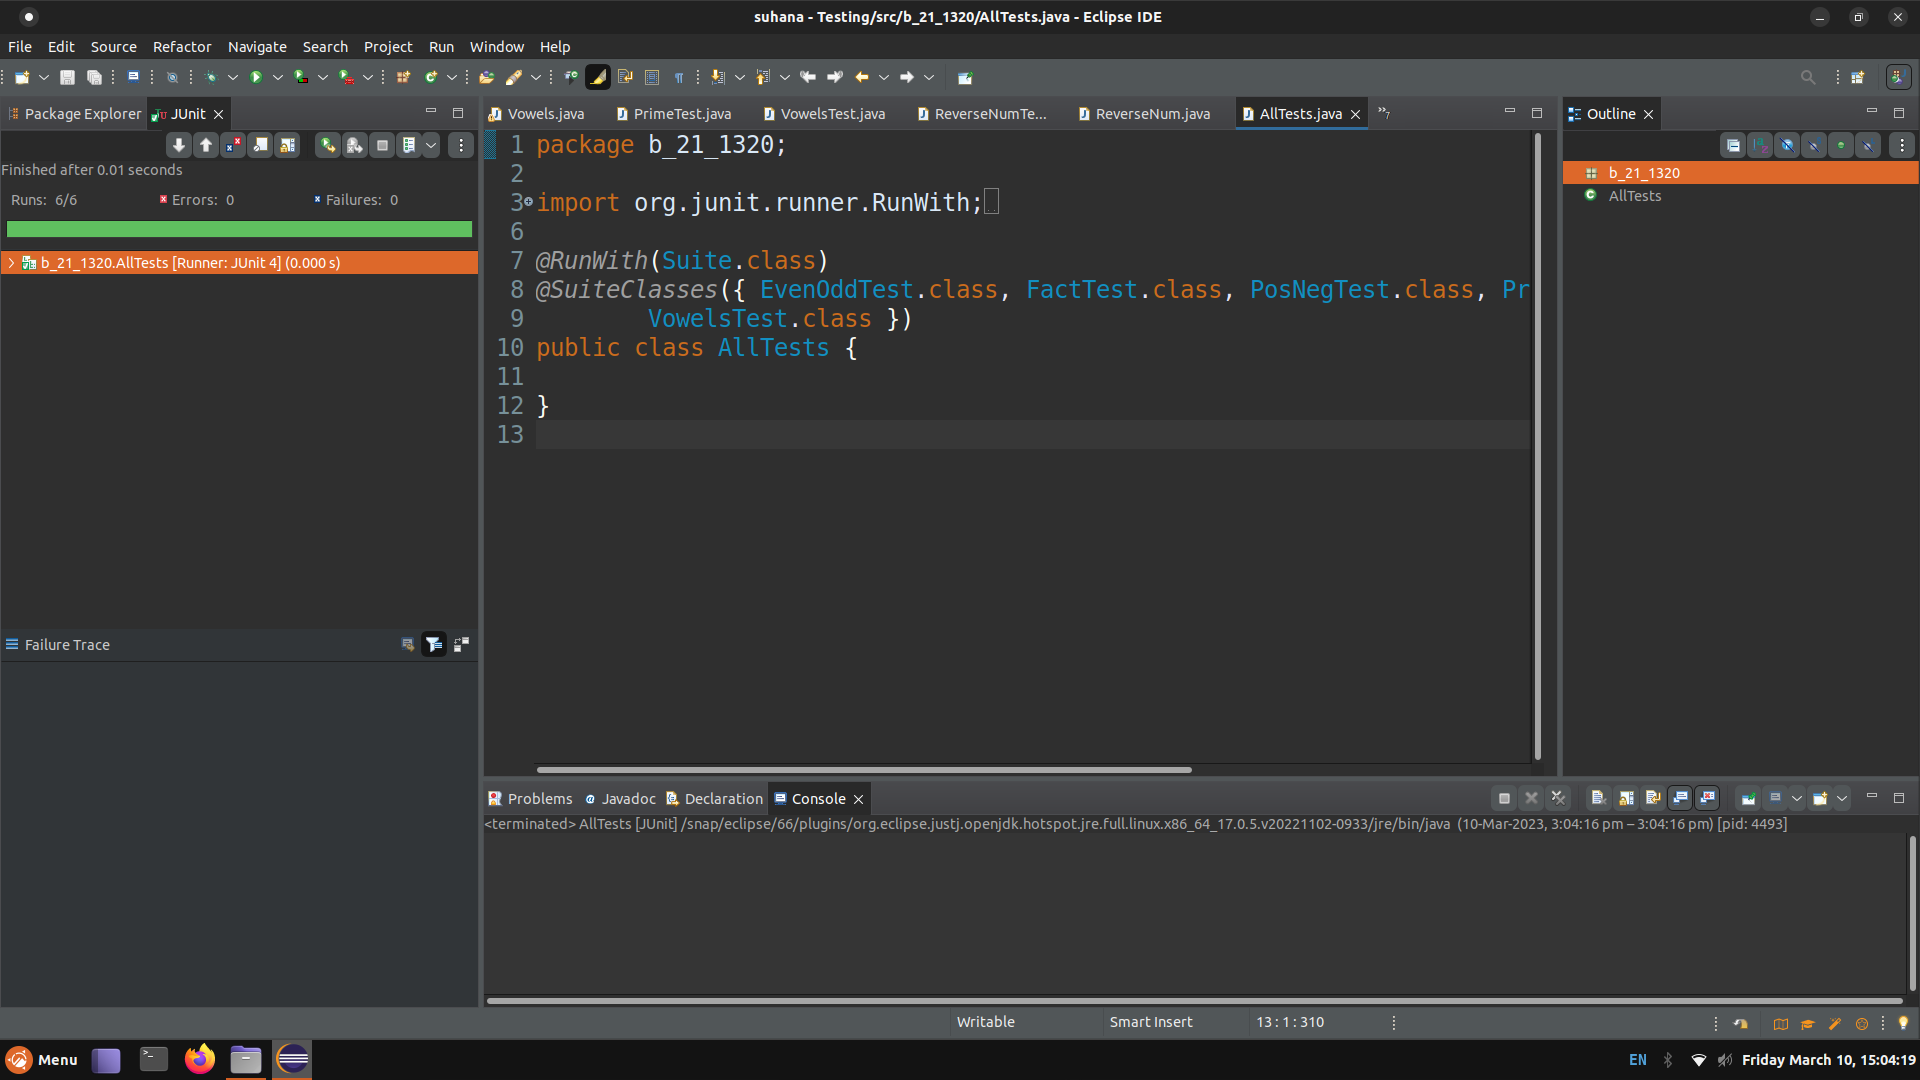 suhana - Testing/src/b_21_1320/AllTests.java - Eclipse IDE
File Edit Source Refactor Navigate Search Project Run Window Help
Package Explorer JUnit
Finished after 0.01 seconds
Runs: 6/6 Errors: 0 Failures: 0
b_21_1320.AllTests [Runner: JUnit 4] (0.000 s)
Failure Trace
Vowels.java PrimeTest.java VowelsTest.java ReverseNumTe... ReverseNum.java AllTests.java »7
1 package b_21_1320;
2
3 import org.junit.runner.RunWith;
6
7 @RunWith(Suite.class)
8 @SuiteClasses({ EvenOddTest.class, FactTest.class, PosNegTest.class, Pr
9 VowelsTest.class })
10 public class AllTests {
11
12 }
13
Outline
b_21_1320
AllTests
Problems Javadoc Declaration Console
<terminated> AllTests [JUnit] /snap/eclipse/66/plugins/org.eclipse.justj.openjdk.hotspot.jre.full.linux.x86_64_17.0.5.v20221102-0933/jre/bin/java (10-Mar-2023, 3:04:16 pm – 3:04:16 pm) [pid: 4493]
Writable Smart Insert 13 : 1 : 310
Menu
EN Friday March 10, 15:04:19